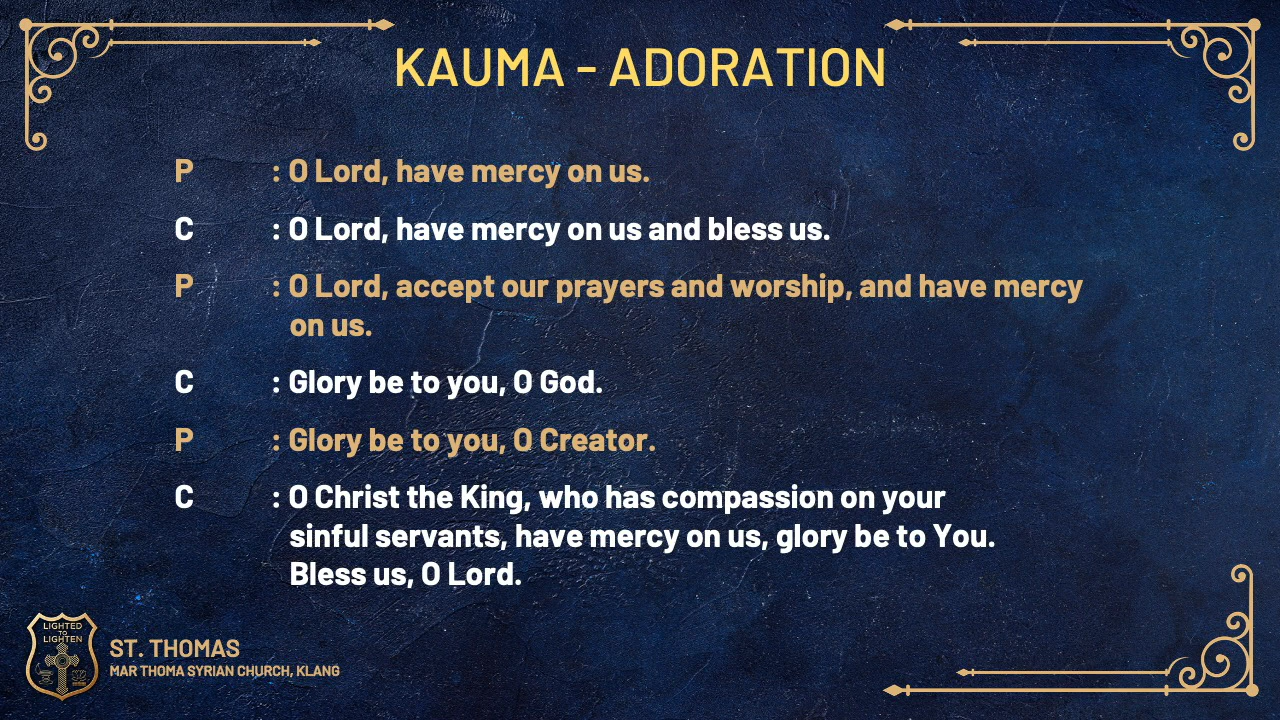 KAUMA - ADORATION
P : O Lord, have mercy on us.
C : O Lord, have mercy on us and bless us.
P : O Lord, accept our prayers and worship, and have mercy
on us.
C : Glory be to you, O God.
P : Glory be to you, O Creator.
C : O Christ the King, who has compassion on your
sinful servants, have mercy on us, glory be to You.
Bless us, O Lord.
LIGHTED
TO
LIGHTEN
ST. THOMAS
MAR THOMA SYRIAN CHURCH, KLANG